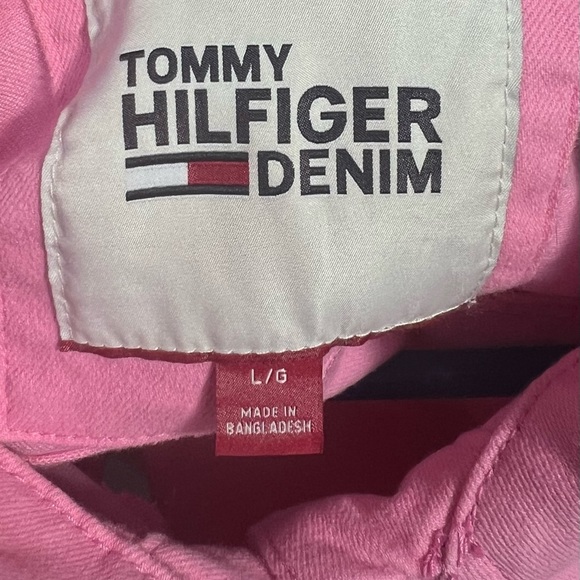 TOMMY
HILFIGER
DENIM
L/G
MADE IN
BANGLADESH